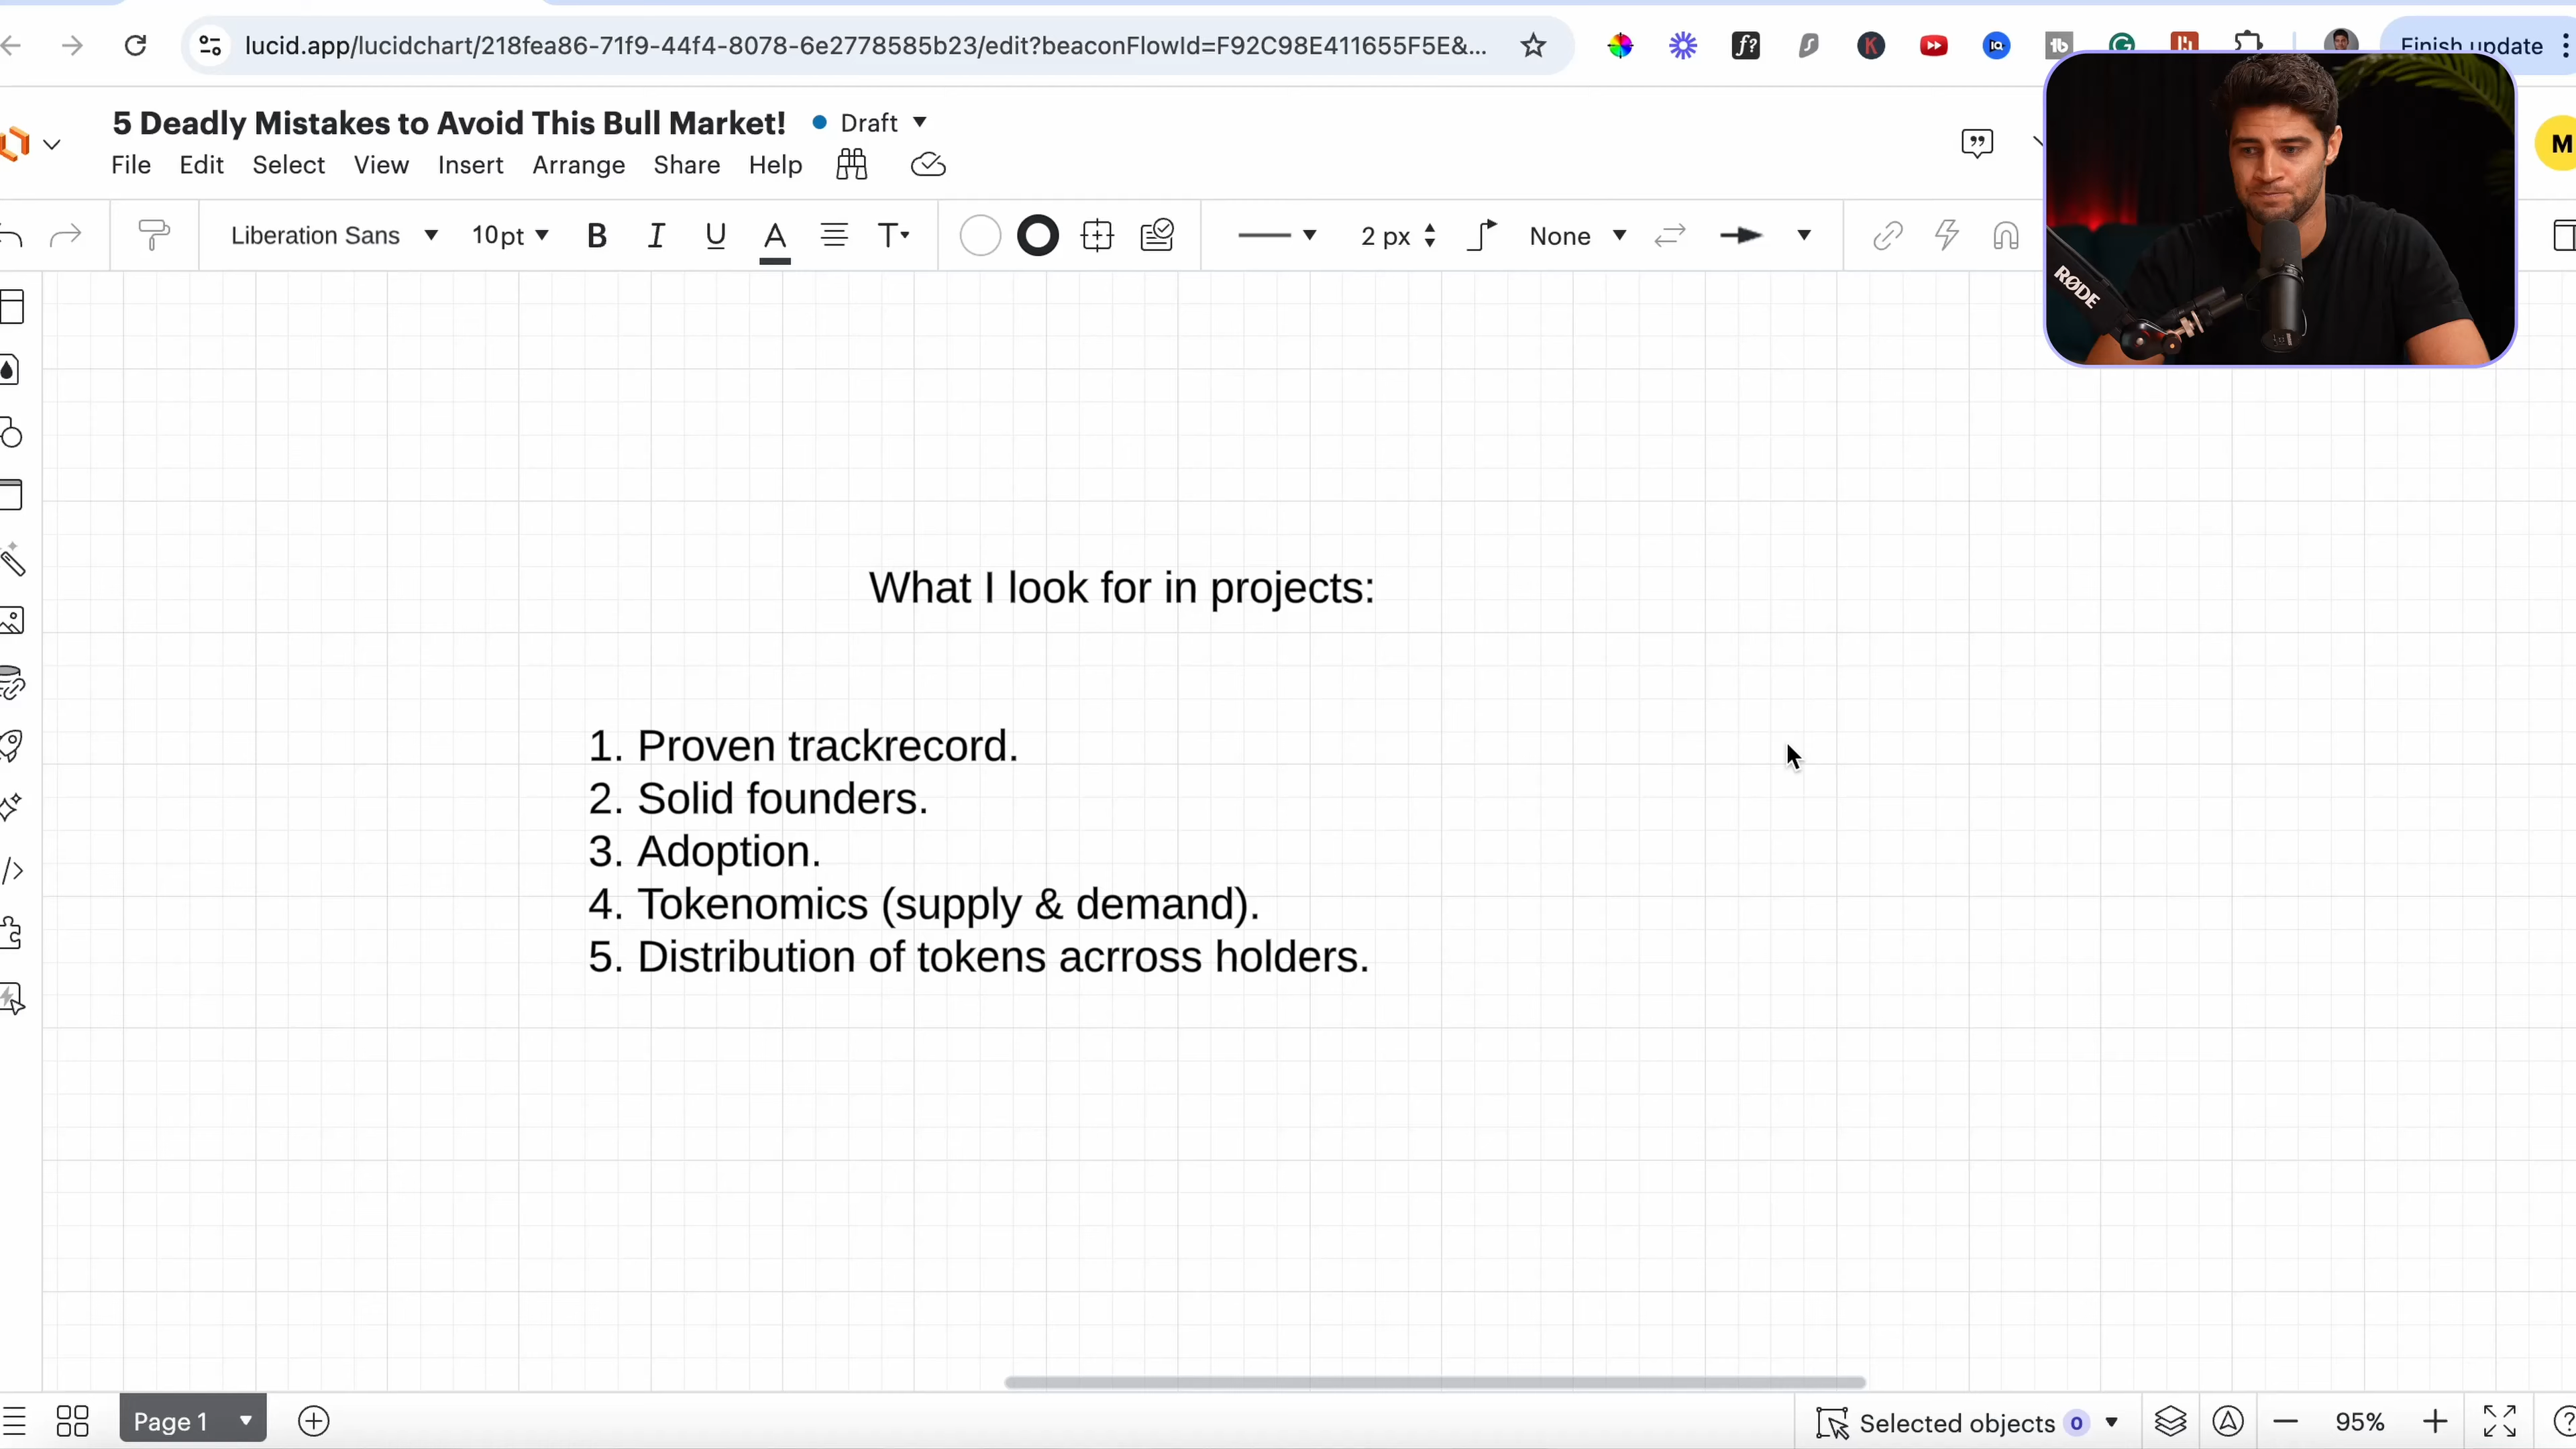 lucid.app/lucidchart/218fea86-71f9-44f4-8078-6e2778585b23/edit?beaconFlowId=F92C98E411655F5E&...
Finish update
5 Deadly Mistakes to Avoid This Bull Market!
Draft
File Edit Select View Insert Arrange Share Help
M
Liberation Sans
10pt
B I U A T
2 px
None
RØDE
What I look for in projects:
1. Proven trackrecord.
2. Solid founders.
3. Adoption.
4. Tokenomics (supply & demand).
5. Distribution of tokens acrross holders.
Page 1
Selected objects 0
95%